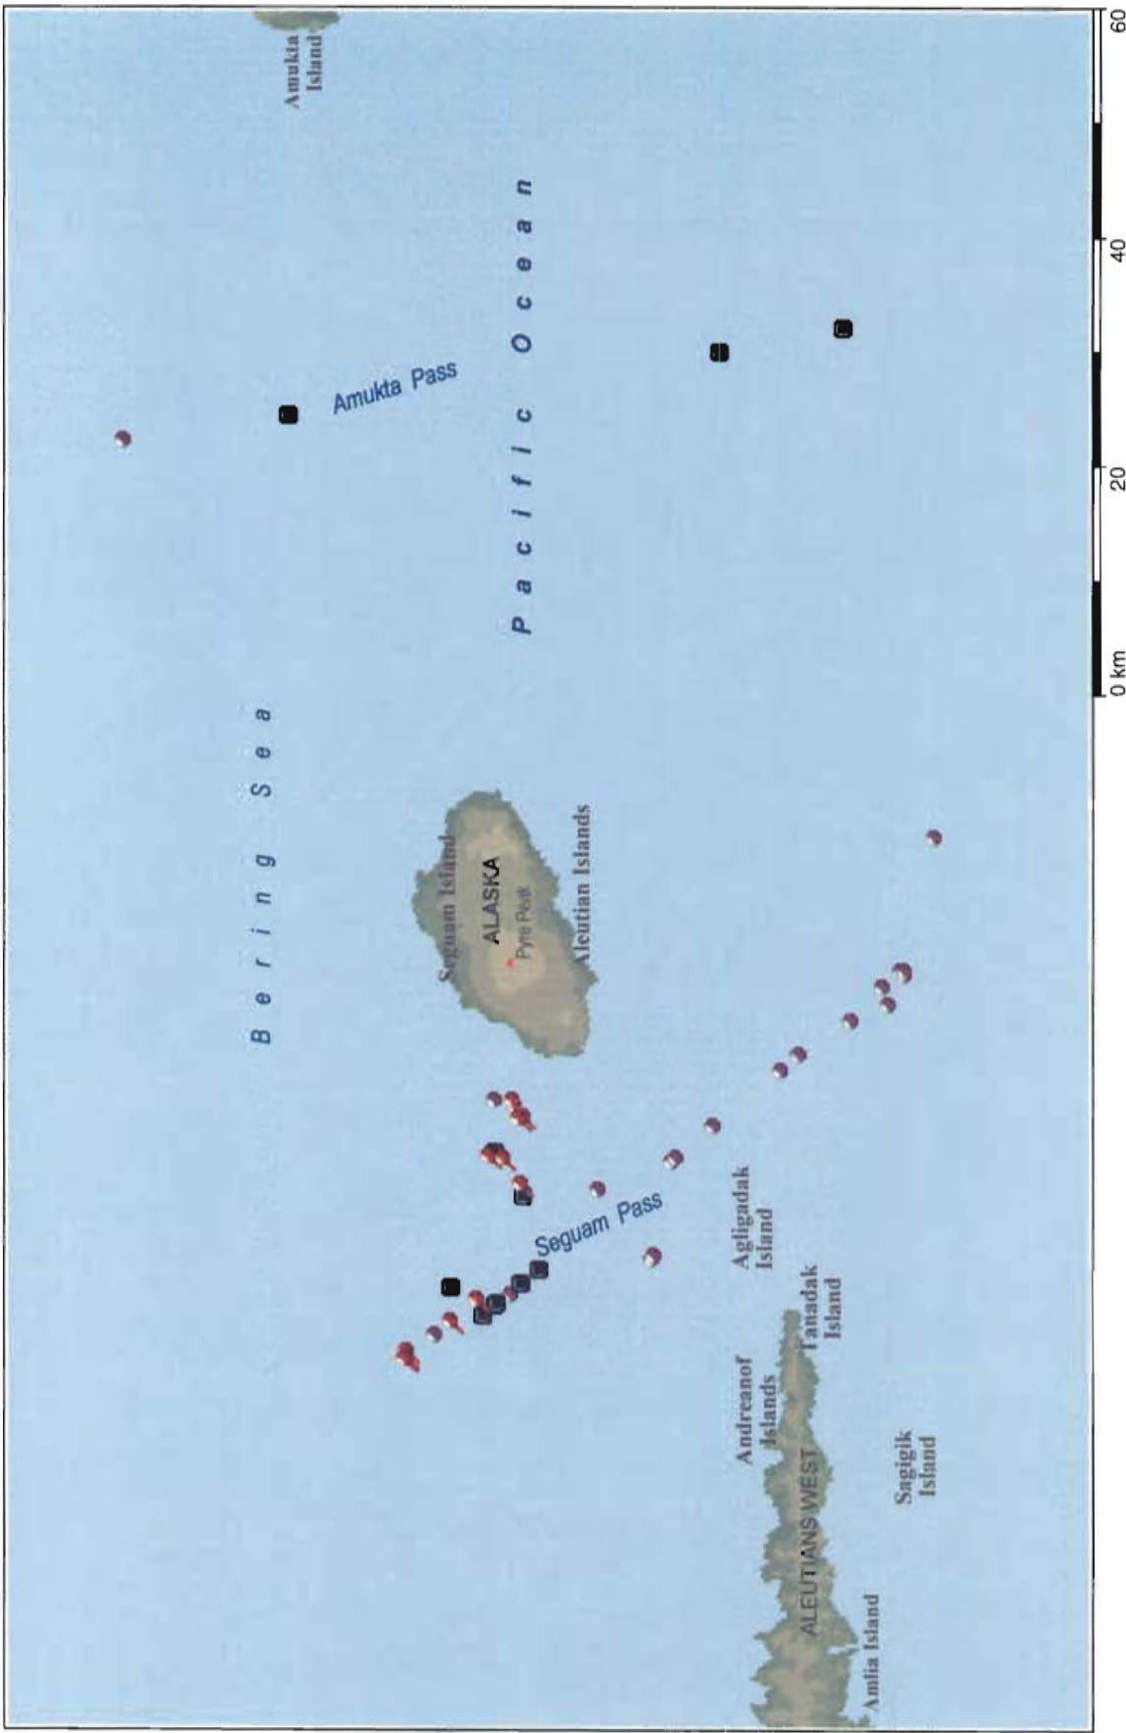 Amukta
Island
Amukta Pass
Bering Sea
Pacific Ocean
Seguam Island
ALASKA
Pyre Peak
Aleutian Islands
Seguam Pass
Agligadak
Island
Tanadak
Island
Andreanof
Islands
ALEUTIANS WEST
Sagigik
Island
Amlia Island
0 km
20
40
60